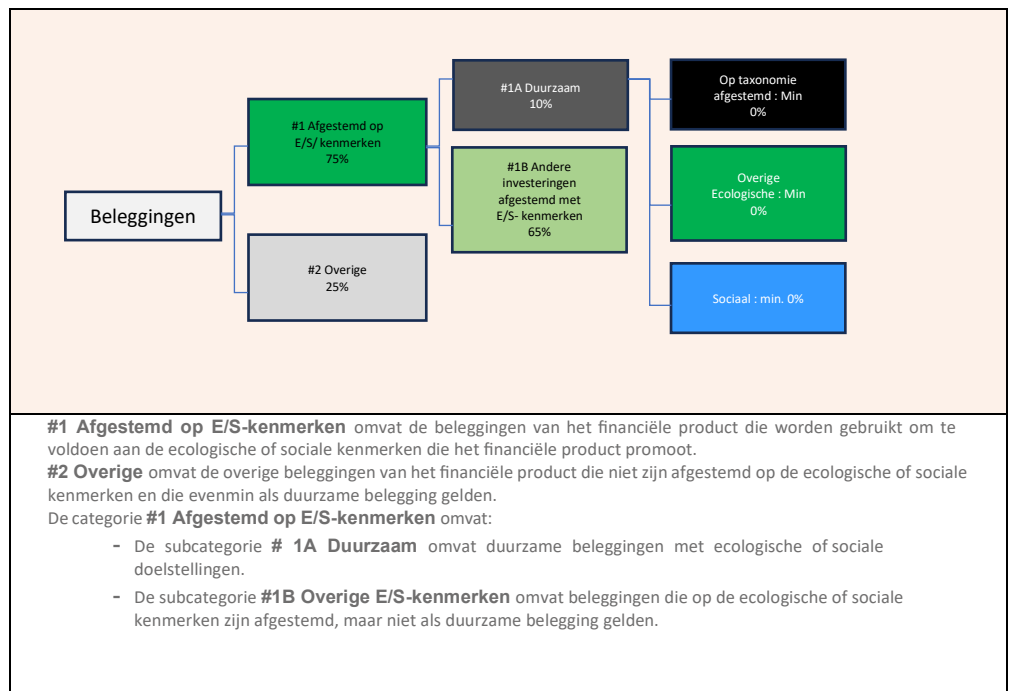 Beleggingen
#1 Afgestemd op
E/S/ kenmerken
75%
#2 Overige
25%
#1A Duurzaam
10%
#1B Andere
investeringen
afgestemd met
E/S- kenmerken
65%
Op taxonomie
afgestemd : Min
0%
Overige
Ecologische : Min
0%
Sociaal : min. 0%
#1 Afgestemd op E/S-kenmerken omvat de beleggingen van het financiële product die worden gebruikt om te
voldoen aan de ecologische of sociale kenmerken die het financiële product promoot.
#2 Overige omvat de overige beleggingen van het financiële product die niet zijn afgestemd op de ecologische of sociale
kenmerken en die evenmin als duurzame belegging gelden.
De categorie #1 Afgestemd op E/S-kenmerken omvat:
- De subcategorie # 1A Duurzaam omvat duurzame beleggingen met ecologische of sociale
doelstellingen.
- De subcategorie #1B Overige E/S-kenmerken omvat beleggingen die op de ecologische of sociale
kenmerken zijn afgestemd, maar niet als duurzame belegging gelden.